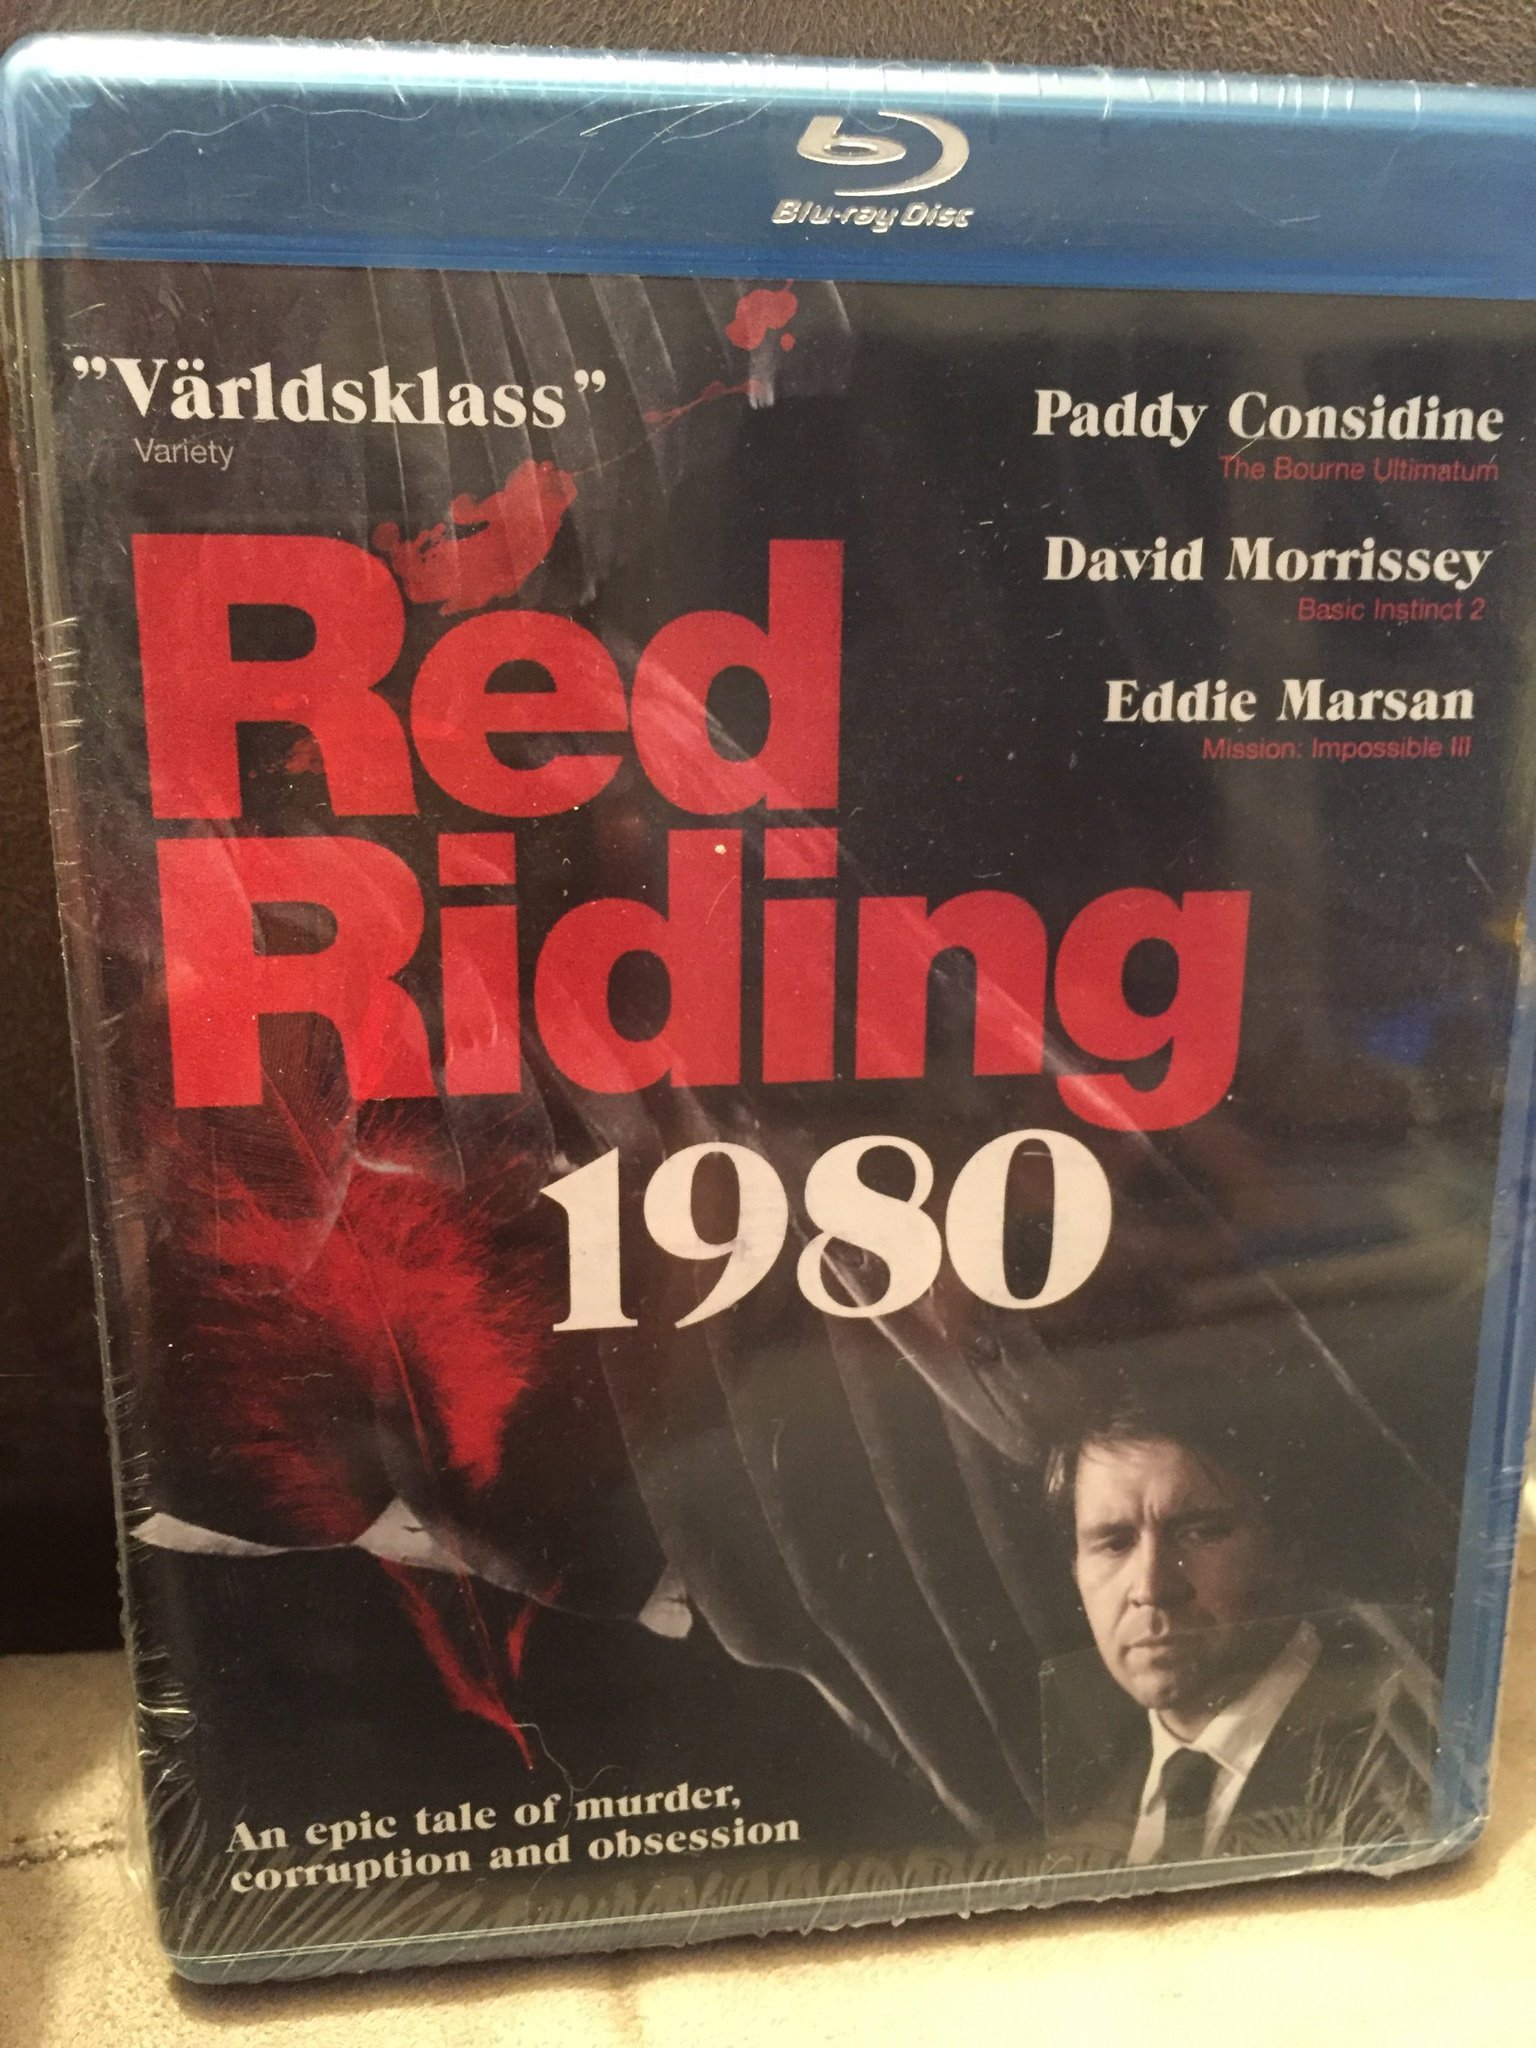 Blu-ray Disc
"Världsklass"
Variety
Paddy Considine
The Bourne Ultimatum
David Morrissey
Basic Instinct 2
Eddie Marsan
Mission: Impossible III
Red
Riding
1980
An epic tale of murder,
corruption and obsession